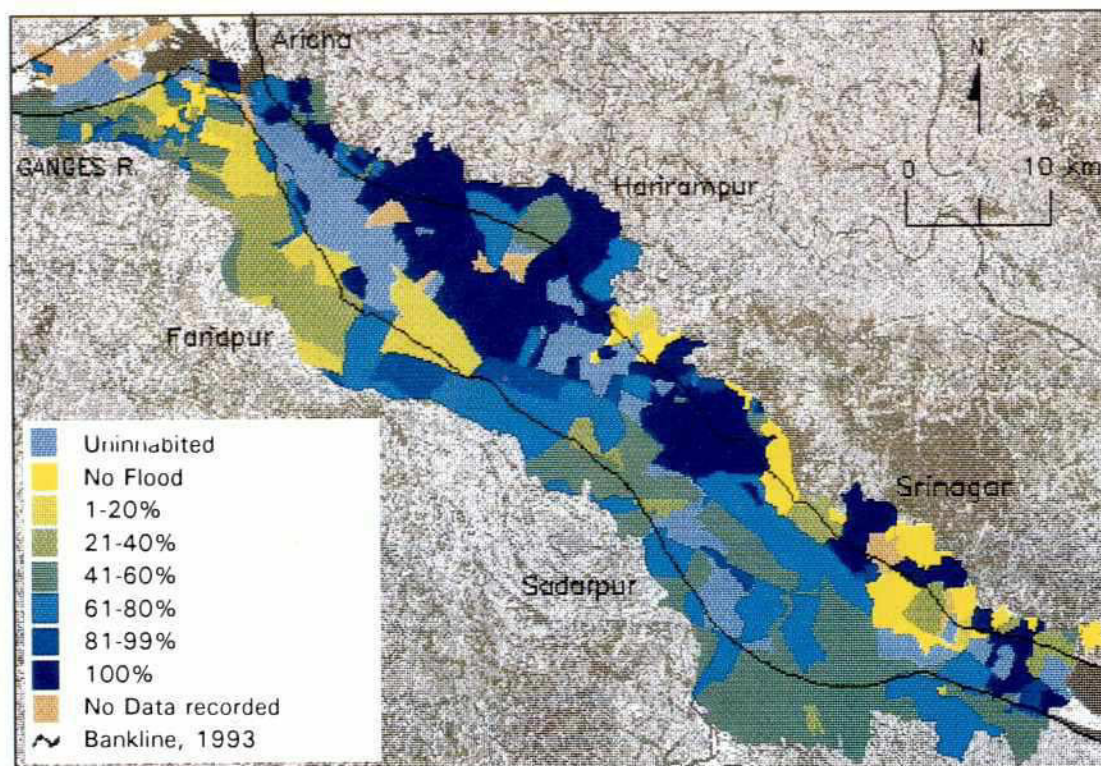 Aricha
N
GANGES R.
Harirampur
0 10 km
Faridpur
Srinagar
Sadarpur
Uninhabited
No Flood
1-20%
21-40%
41-60%
61-80%
81-99%
100%
No Data recorded
Bankline, 1993